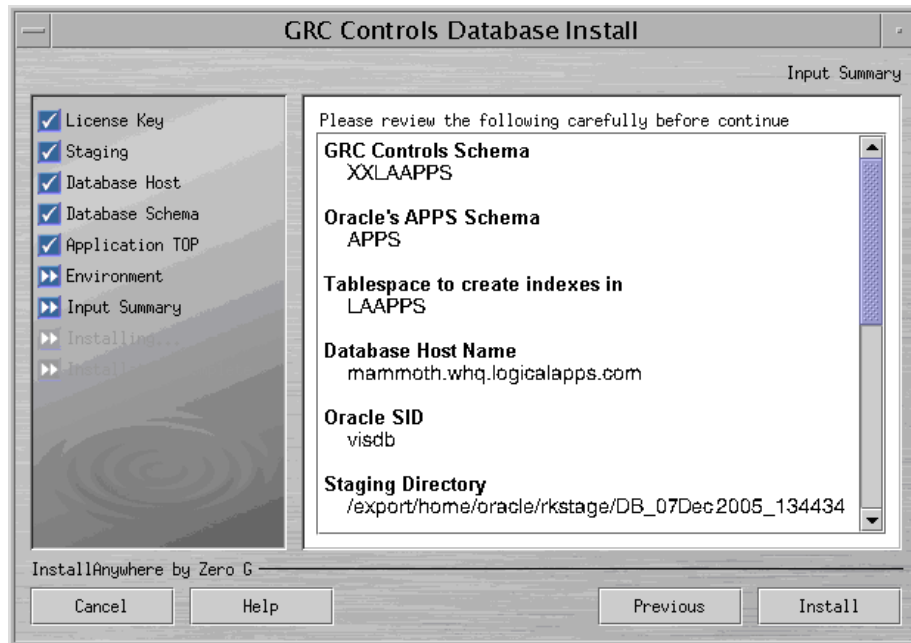 GRC Controls Database Install
Input Summary
License Key
Staging
Database Host
Database Schema
Application TOP
Environment
Input Summary
Installing...
Please review the following carefully before continue
GRC Controls Schema
XXLAAPPS
Oracle's APPS Schema
APPS
Tablespace to create indexes in
LAAPPS
Database Host Name
mammoth.whq.logicalapps.com
Oracle SID
visdb
Staging Directory
/export/home/oracle/rkstage/DB_07Dec2005_134434
InstallAnywhere by Zero G
Cancel
Help
Previous
Install